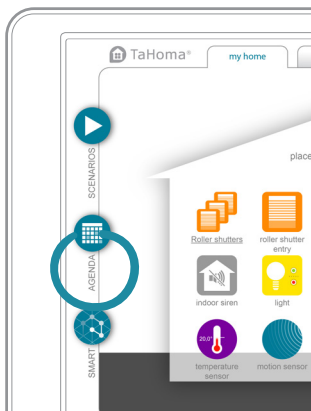 TaHoma®
my home
SCENARIOS
place
AGENDA
Roller shutters
roller shutter
entry
indoor siren
light
20,0°
SMART
temperature
sensor
motion sensor